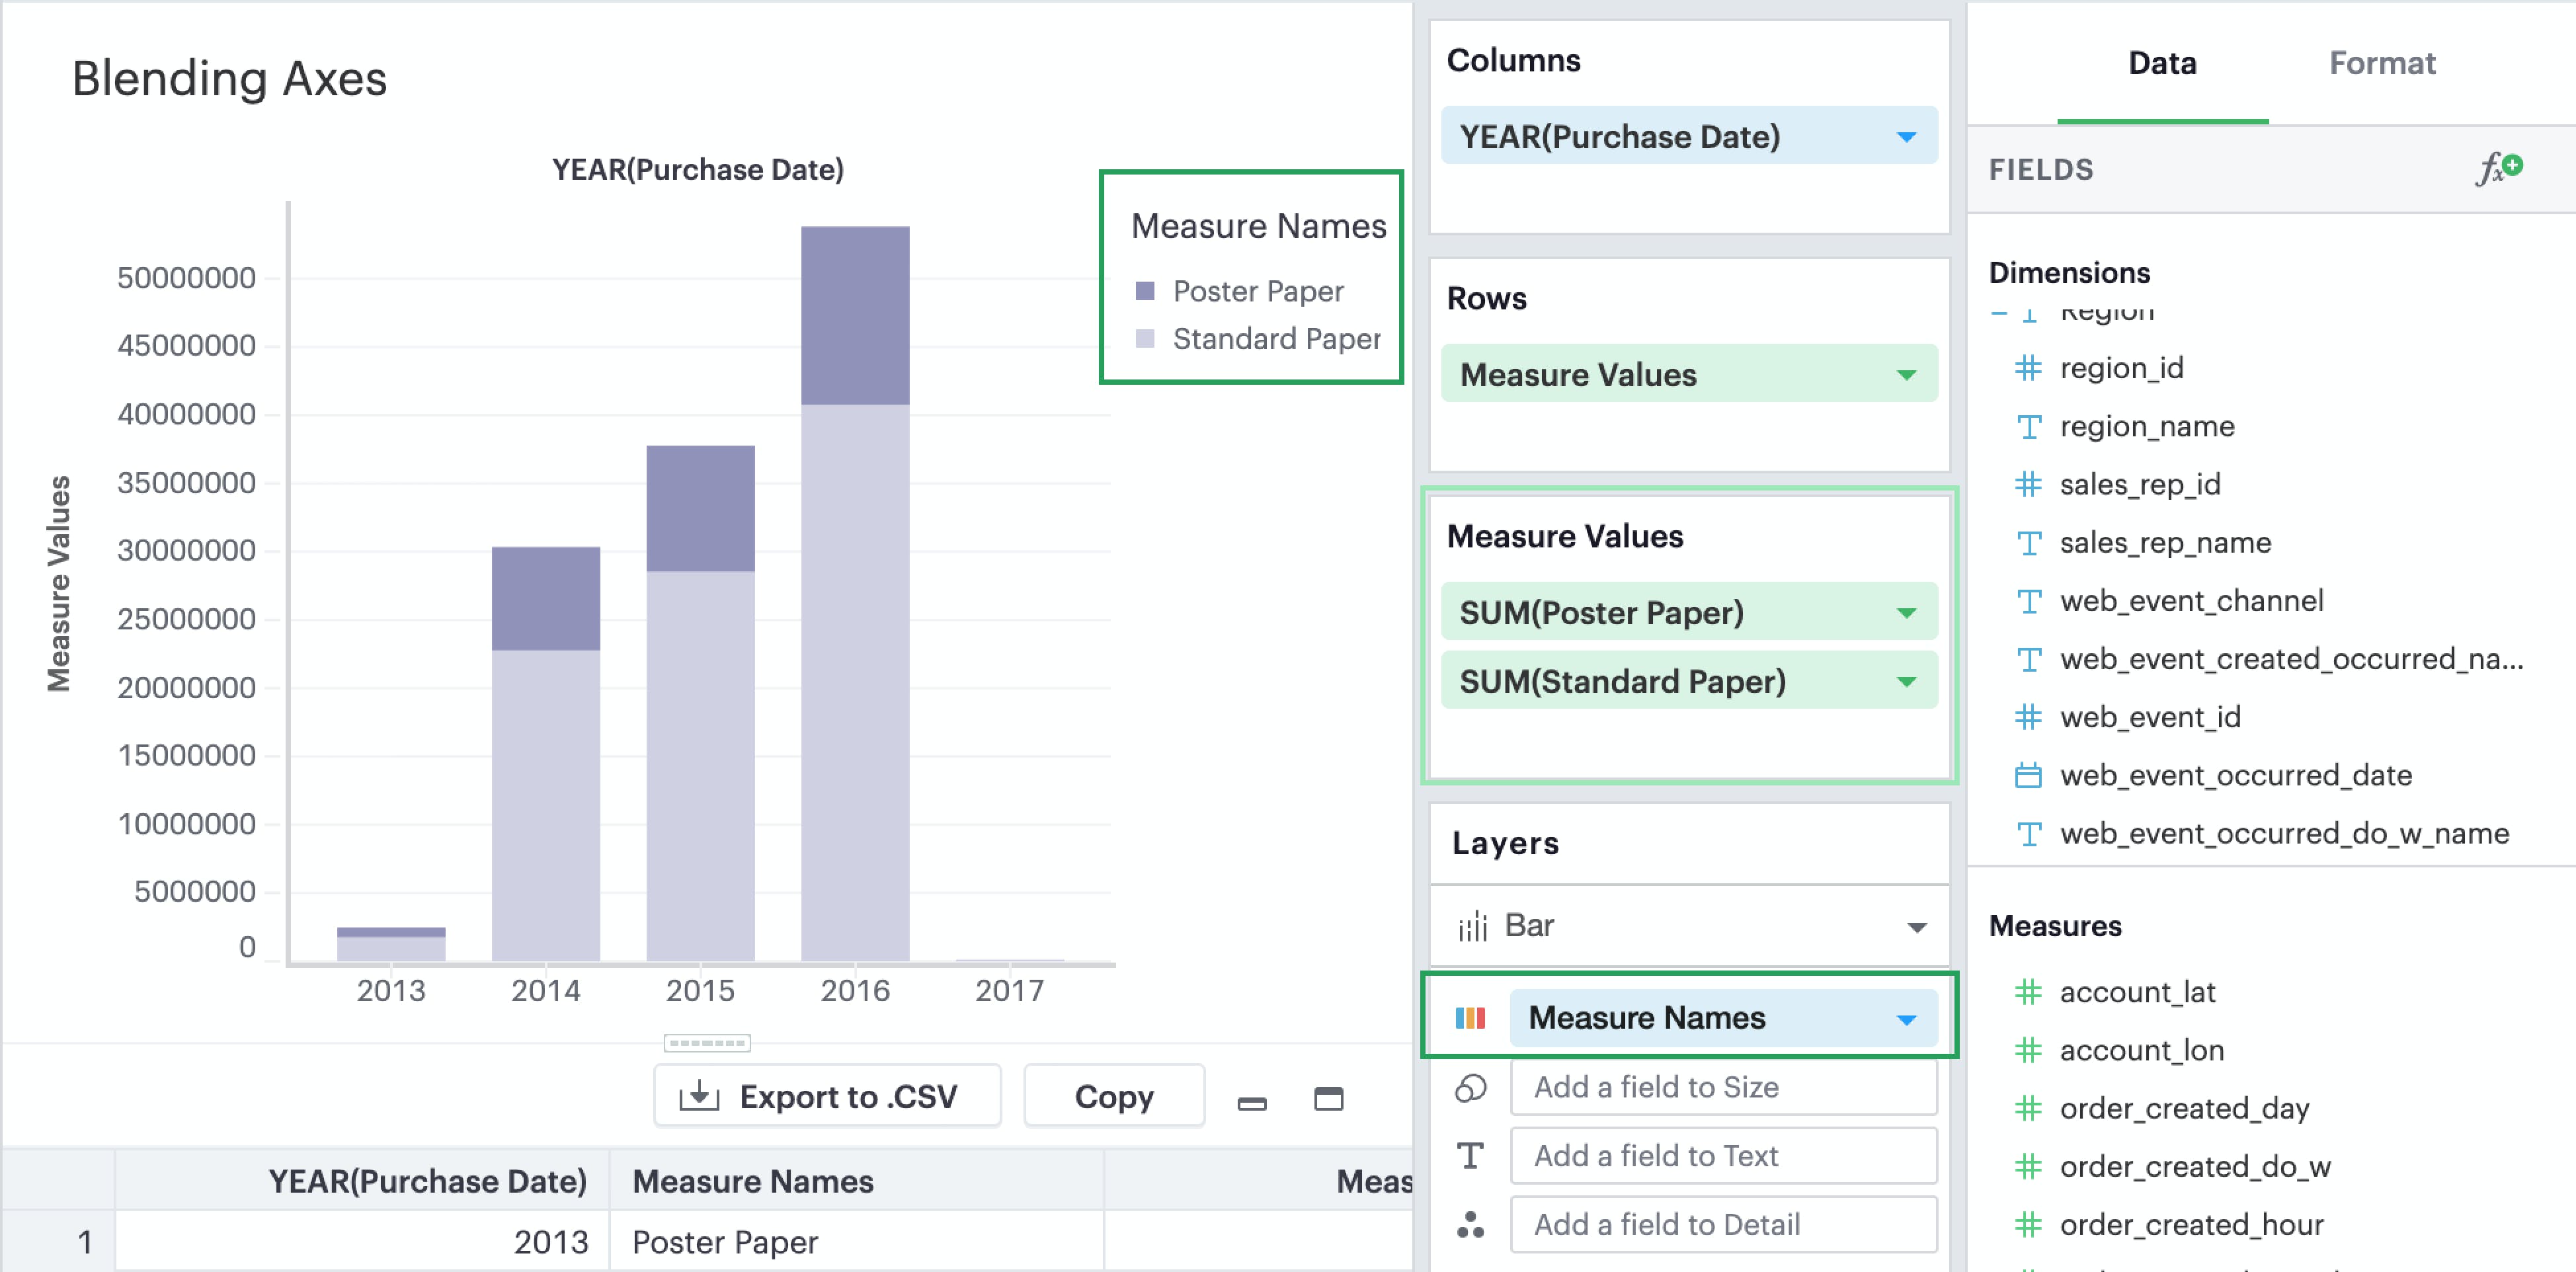 Blending Axes
YEAR(Purchase Date)
Measure Names
Poster Paper
Standard Paper
Measure Values
50000000
45000000
40000000
35000000
30000000
25000000
20000000
15000000
10000000
5000000
0
2013 2014 2015 2016 2017
Export to .CSV Copy
YEAR(Purchase Date) Measure Names Meas
1 2013 Poster Paper
Columns
YEAR(Purchase Date)
Rows
Measure Values
Measure Values
SUM(Poster Paper)
SUM(Standard Paper)
Layers
Bar
Measure Names
Add a field to Size
Add a field to Text
Add a field to Detail
Data Format
FIELDS
Dimensions
Region
region_id
region_name
sales_rep_id
sales_rep_name
web_event_channel
web_event_created_occurred_na...
web_event_id
web_event_occurred_date
web_event_occurred_do_w_name
Measures
account_lat
account_lon
order_created_day
order_created_do_w
order_created_hour